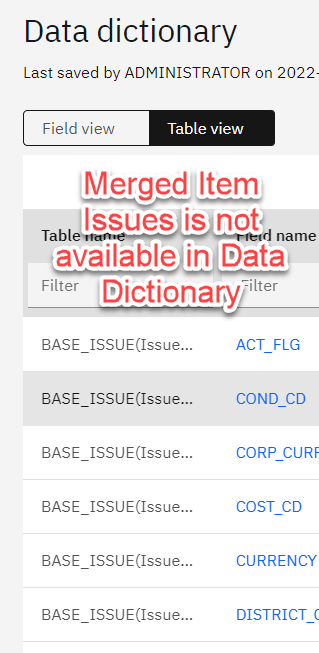 Data dictionary
Last saved by ADMINISTRATOR on 2022-
Field view Table view
Merged Item
Issues is not
available in Data
Dictionary
Table name Field name
Filter Filter
BASE_ISSUE(Issue... ACT_FLG
BASE_ISSUE(Issue... COND_CD
BASE_ISSUE(Issue... CORP_CURR
BASE_ISSUE(Issue... COST_CD
BASE_ISSUE(Issue... CURRENCY
BASE_ISSUE(Issue... DISTRICT_C